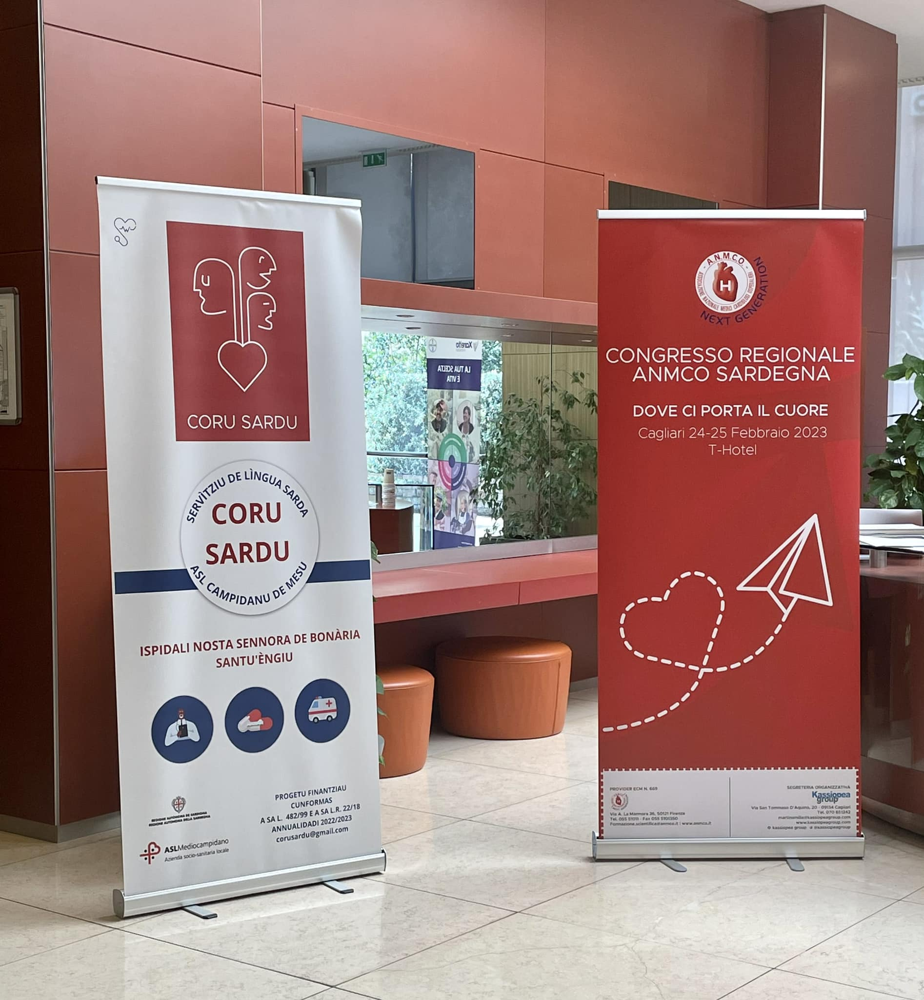 CORU SARDU
SERVÌTZIU DE LÌNGUA SARDA
CORU
SARDU
ASL CAMPIDANU DE MESU
ISPIDALI NOSTA SENNORA DE BONÀRIA
SANTU'ÈNGIU
REGIONE AUTÒNOMA DE SARDIGNA
REGIONE AUTONOMA DELLA SARDEGNA
ASLMediocampidano
Azienda socio-sanitaria locale
PROGETU FINANTZIAU
CUNFORMAS
A SA L. 482/99 E A SA L.R. 22/18
ANNUALIDADI 2022/2023
corusardu@gmail.com
Xarelto
LA TUA SCELTA
È VITA
A.N.M.C.O.
ASSOCIAZIONE NAZIONALE MEDICI CARDIOLOGI OSPEDALIERI
H
NEXT GENERATION
CONGRESSO REGIONALE
ANMCO SARDEGNA
DOVE CI PORTA IL CUORE
Cagliari 24-25 Febbraio 2023
T-Hotel
PROVIDER ECM N. 669
Via A. La Marmora 36, 50121 Firenze
Tel. 055 51011 - Fax 055 5101350
Formazione.scientifica@anmco.it | www.anmco.it
SEGRETERIA ORGANIZZATIVA
Kassiopea
group
Via San Tommaso D'Aquino, 20 - 09134 Cagliari
Tel. 070 651242
www.kassiopeagroup.com
kassiopea group @kassiopeagroup